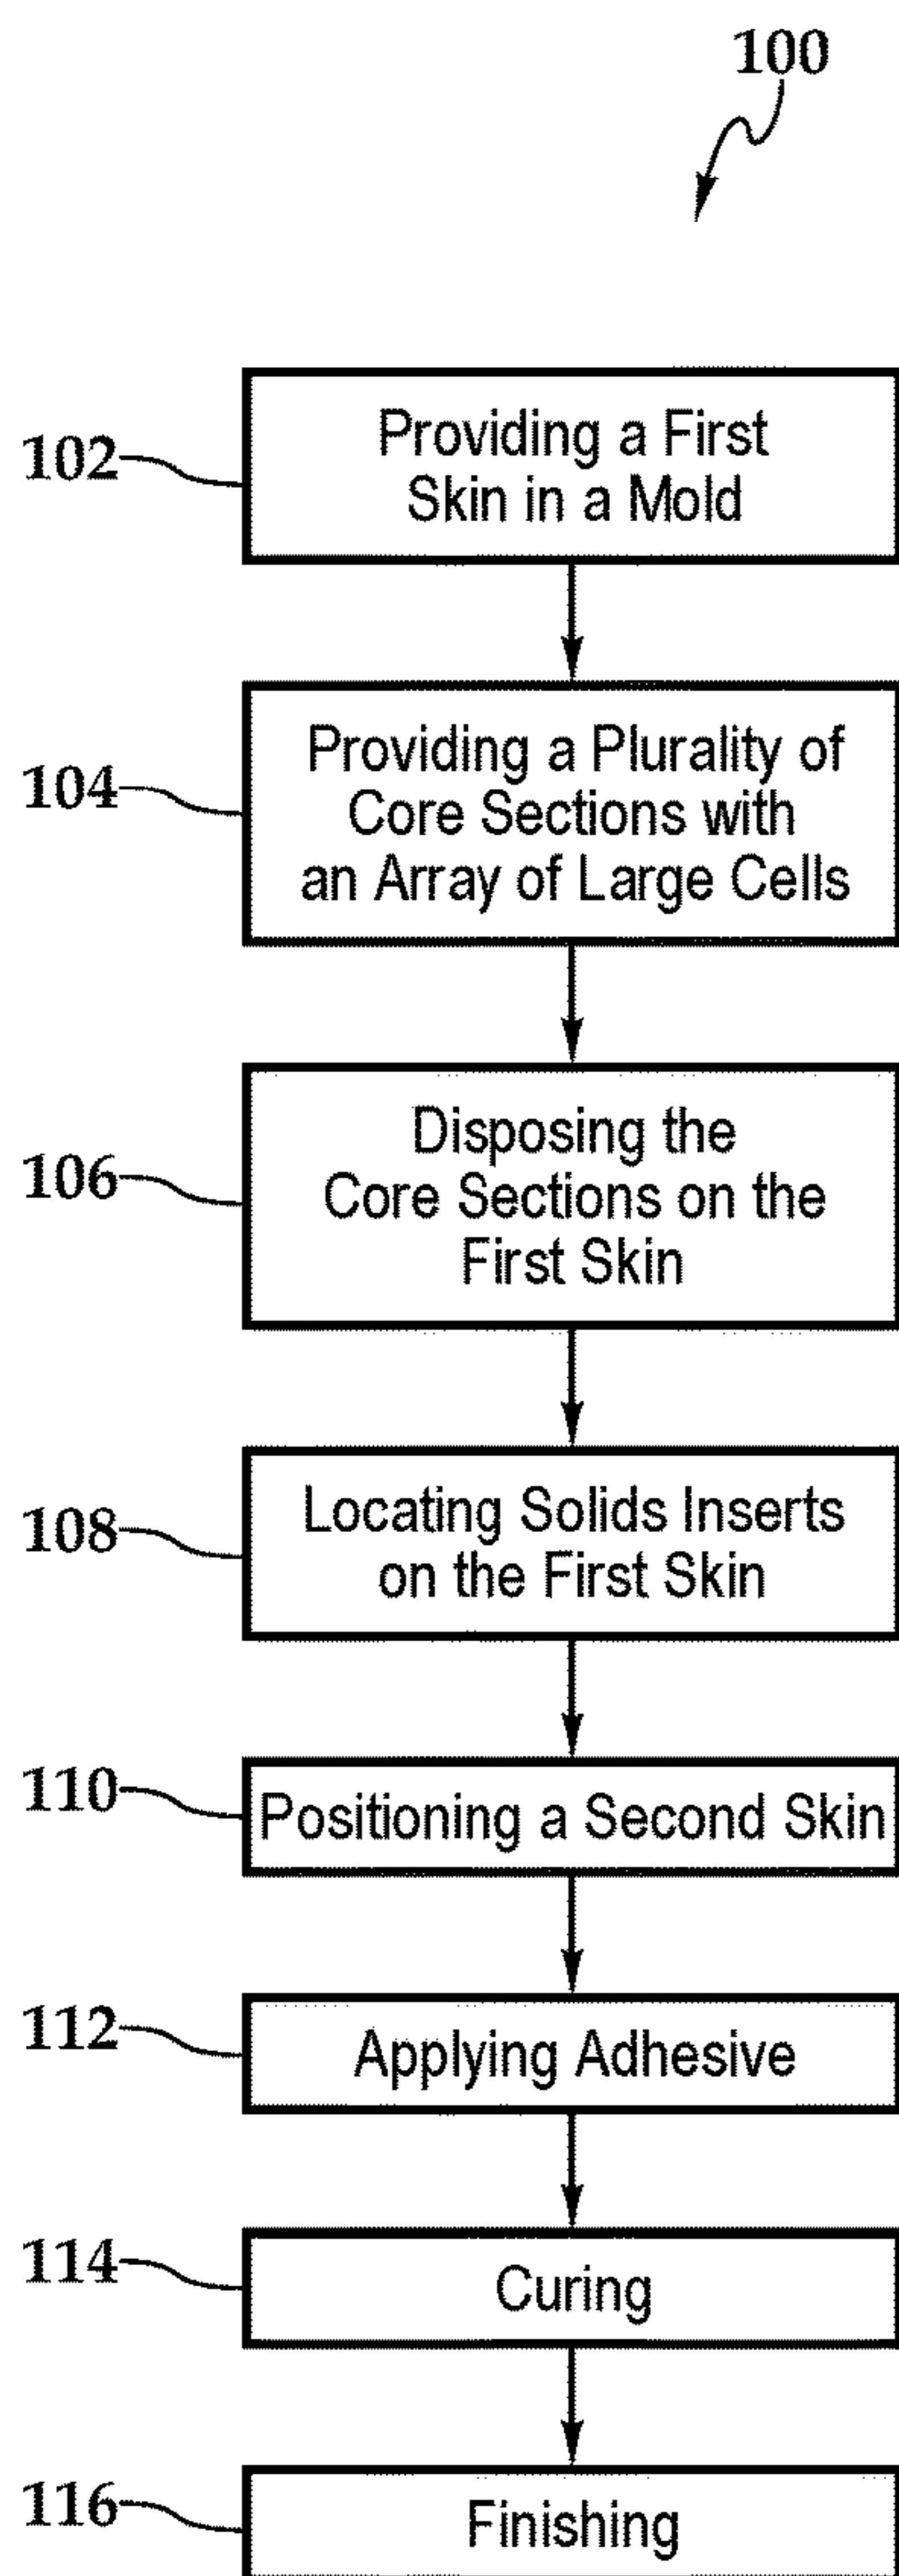 100
102
Providing a First
Skin in a Mold
104
Providing a Plurality of
Core Sections with
an Array of Large Cells
106
Disposing the
Core Sections on the
First Skin
108
Locating Solids Inserts
on the First Skin
110
Positioning a Second Skin
112
Applying Adhesive
114
Curing
116
Finishing